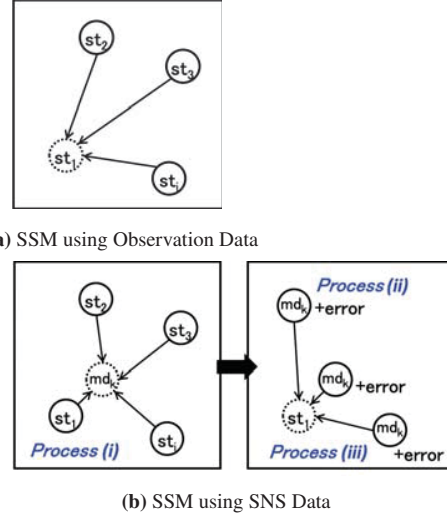 st2
st3
st1
sti
a) SSM using Observation Data
Process (ii)
st2
mdk +error
st3
mdk
mdk +error
st1
st1
mdk
Process (i)
sti
Process (iii)
+error
(b) SSM using SNS Data